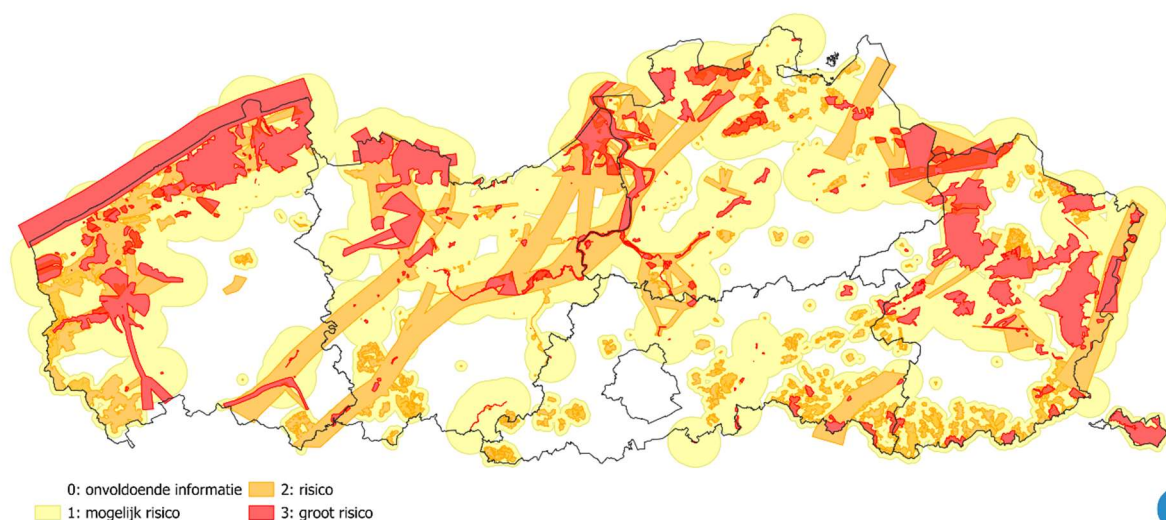 0: onvoldoende informatie
2: risico
1: mogelijk risico
3: groot risico